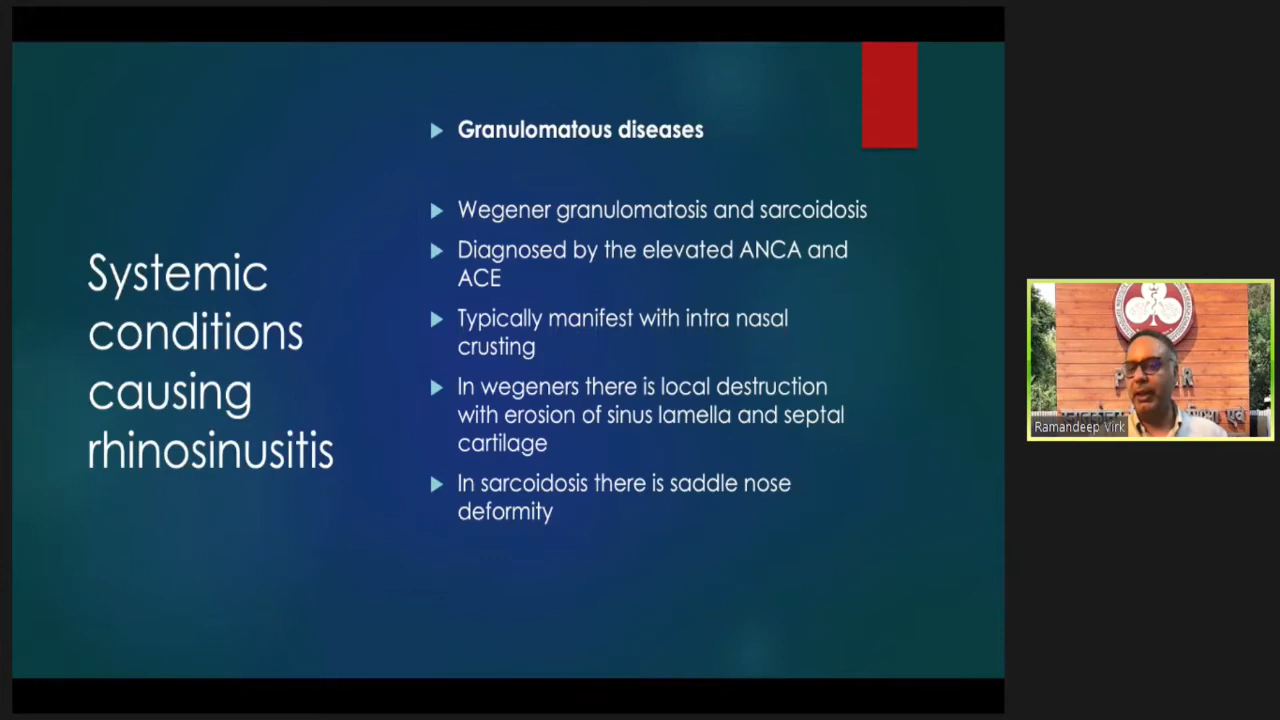 Systemic
conditions
causing
rhinosinusitis
Granulomatous diseases
Wegener granulomatosis and sarcoidosis
Diagnosed by the elevated ANCA and
ACE
Typically manifest with intra nasal
crusting
In wegeners there is local destruction
with erosion of sinus lamella and septal
cartilage
In sarcoidosis there is saddle nose
deformity
Ramandeep Virk